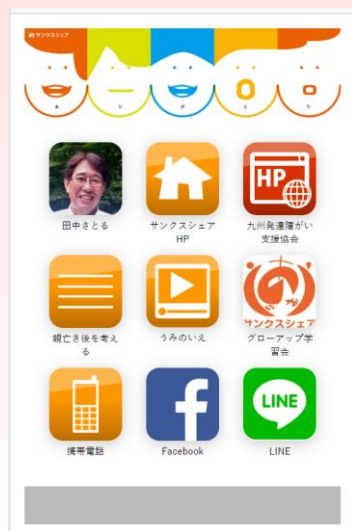 サンクスシェア
あ り が と う
田中さとる
サンクスシェア
HP
HP
九州発達障がい
支援協会
親亡き後を考え
る
うみのいえ
サンクスシェア
グローアップ学
習会
携帯電話
Facebook
LINE
LINE